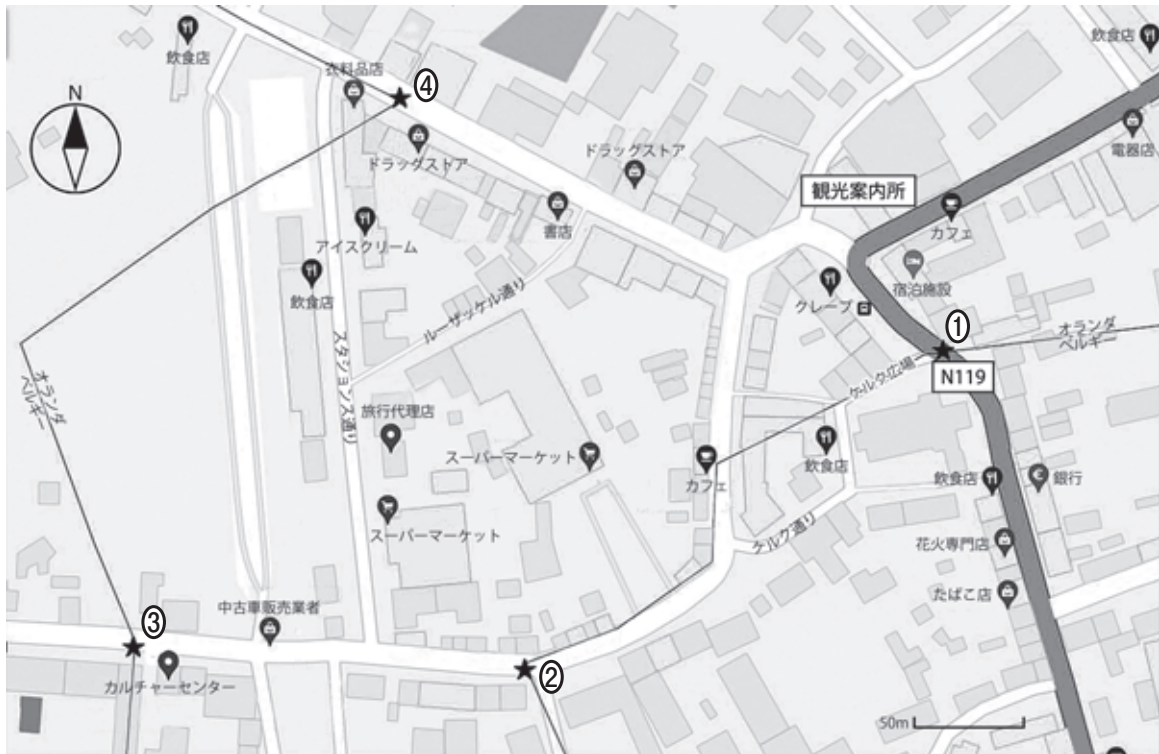 飲食店
N
衣料品店
④
ドラッグストア
ドラッグストア
書店
アイスクリーム
飲食店
飲食店
電器店
観光案内所
カフェ
宿泊施設
クレープ
①
オランダ
ベルギー
N119
ケルク広場
ルーザッケル通り
スタションス通り
オランダ
ベルギー
旅行代理店
スーパーマーケット
スーパーマーケット
カフェ
飲食店
ケルク通り
飲食店
銀行
花火専門店
たばこ店
中古車販売業者
③
カルチャーセンター
②
50m